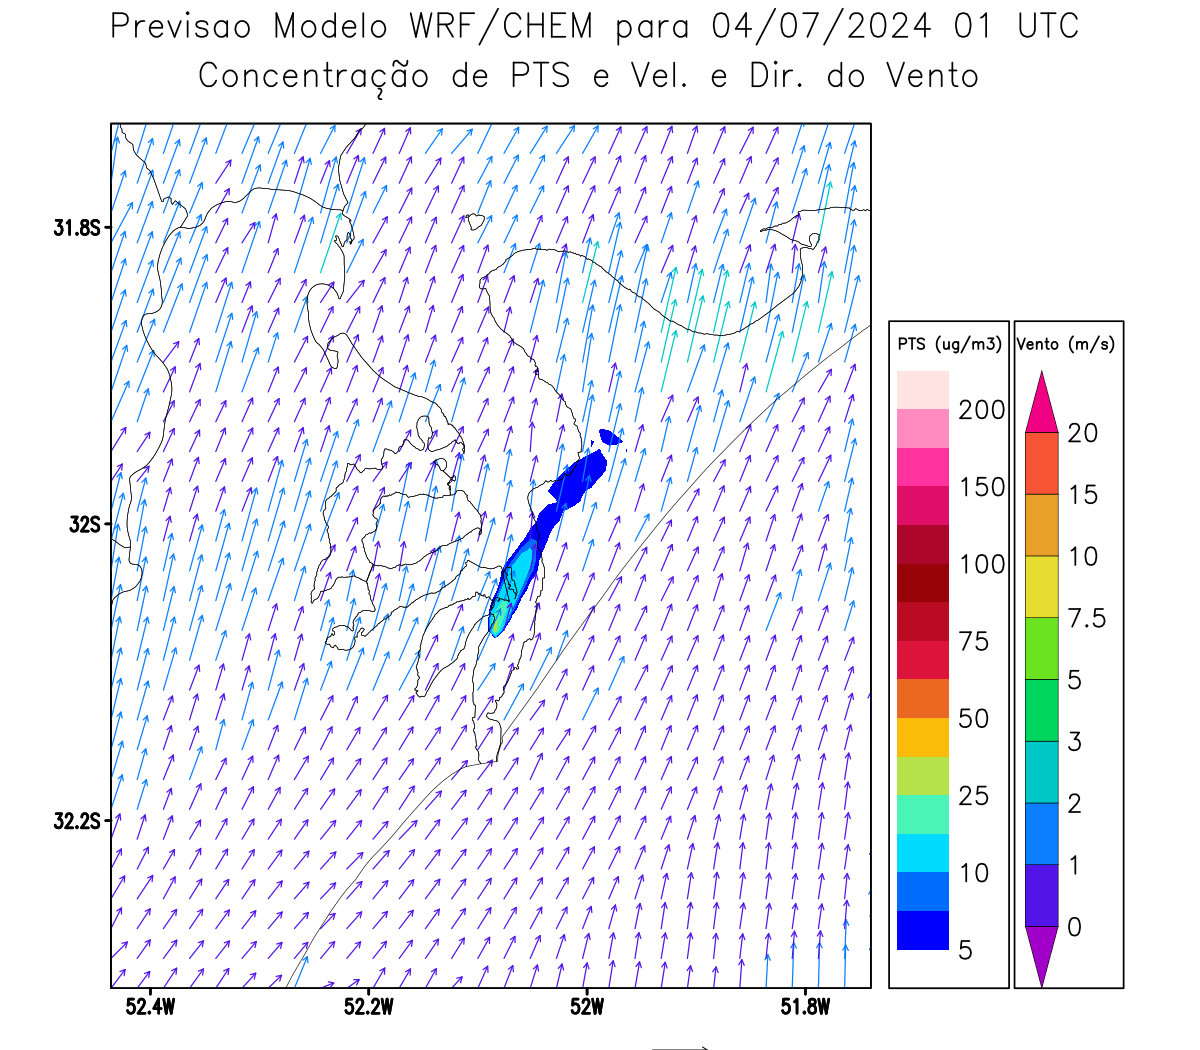 Previsao Modelo WRF/CHEM para 04/07/2024 01 UTC
Concentração de PTS e Vel. e Dir. do Vento
31.8S
32S
32.2S
52.4W 52.2W 52W 51.8W
PTS (ug/m3)
200
150
100
75
50
25
10
5
Vento (m/s)
20
15
10
7.5
5
3
2
1
0